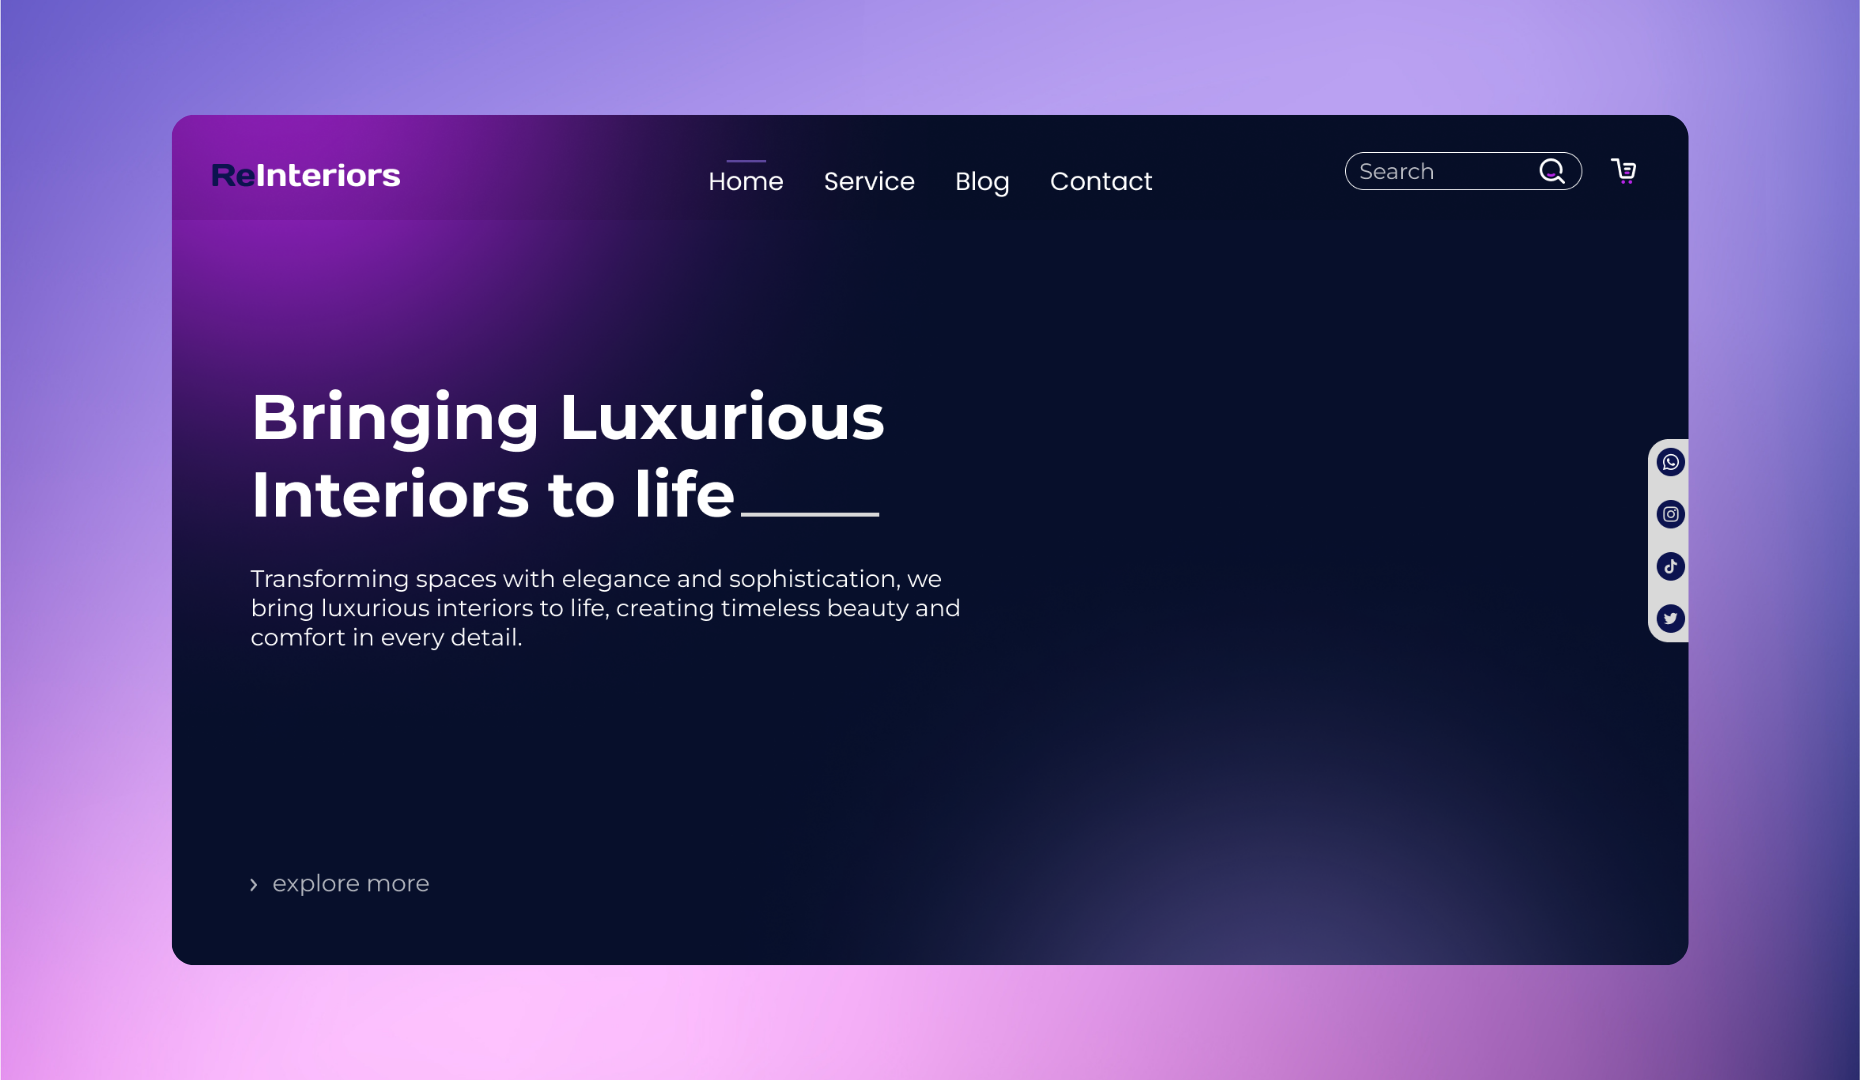 ReInteriors
Home Service Blog Contact
Search
Bringing Luxurious
Interiors to life
Transforming spaces with elegance and sophistication, we
bring luxurious interiors to life, creating timeless beauty and
comfort in every detail.
› explore more